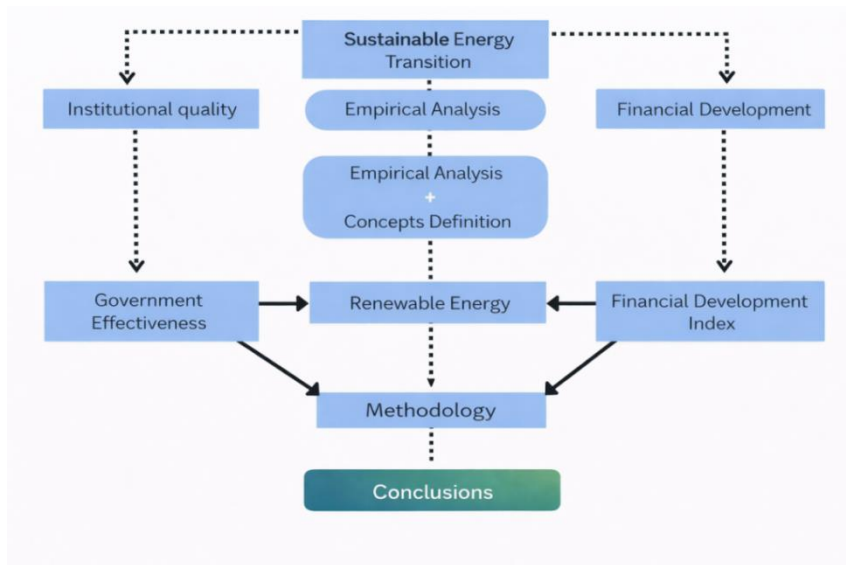 Sustainable Energy
Transition
Institutional quality
Empirical Analysis
Financial Development
Empirical Analysis
+
Concepts Definition
Government
Effectiveness
Renewable Energy
Financial Development
Index
Methodology
Conclusions